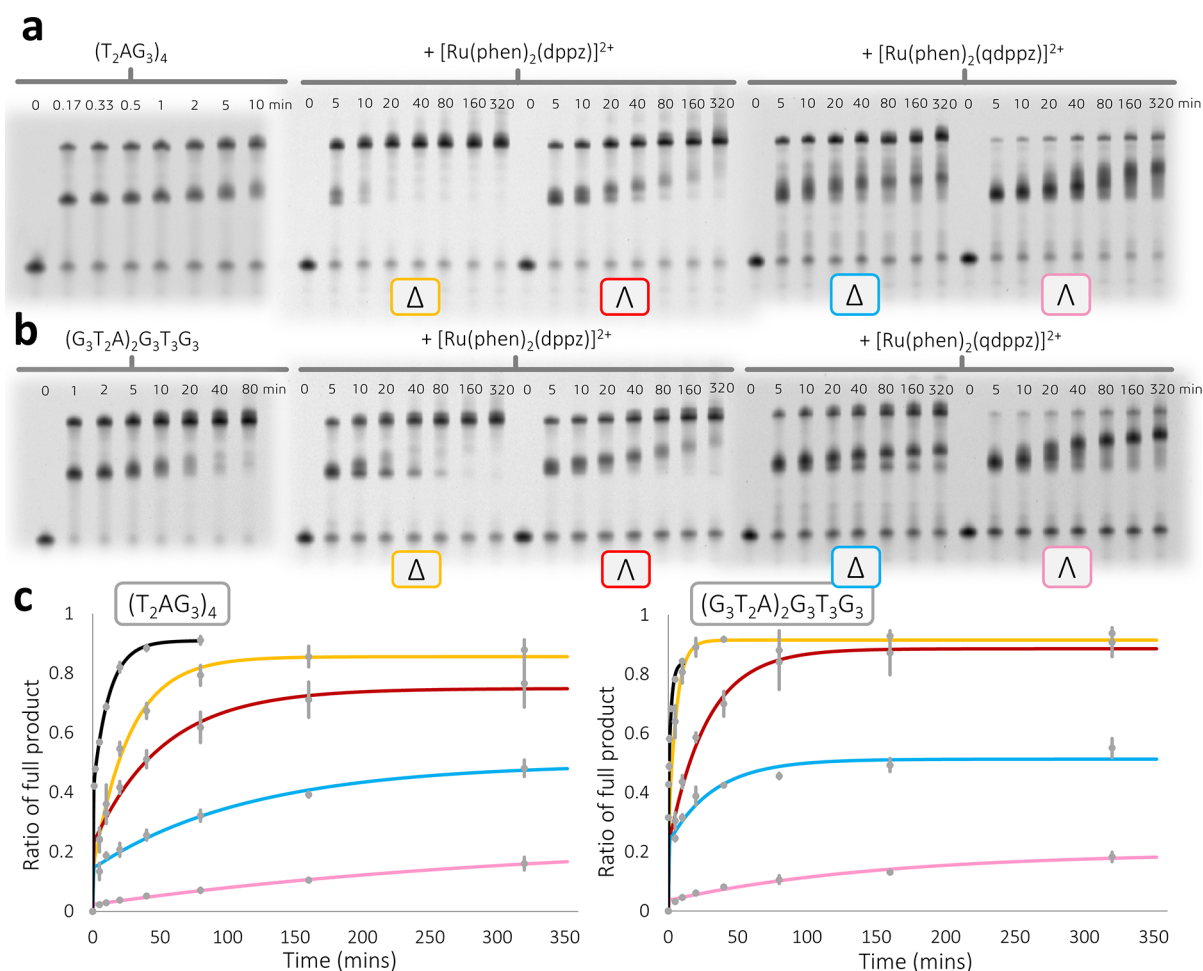 a
(T₂AG₃)₄ + [Ru(phen)₂(dppz)]²⁺ + [Ru(phen)₂(qdppz)]²⁺
0 0.17 0.33 0.5 1 2 5 10 min 0 5 10 20 40 80 160 320 0 5 10 20 40 80 160 320 0 5 10 20 40 80 160 320 0 5 10 20 40 80 160 320 min
Δ Λ Δ Λ
b
(G₃T₂A)₂G₃T₃G₃ + [Ru(phen)₂(dppz)]²⁺ + [Ru(phen)₂(qdppz)]²⁺
0 1 2 5 10 20 40 80 min 0 5 10 20 40 80 160 320 0 5 10 20 40 80 160 320 0 5 10 20 40 80 160 320 0 5 10 20 40 80 160 320 min
Δ Λ Δ Λ
c
(T₂AG₃)₄
Ratio of full product
1
0.8
0.6
0.4
0.2
0
0 50 100 150 200 250 300 350
Time (mins)
(G₃T₂A)₂G₃T₃G₃
Ratio of full product
1
0.8
0.6
0.4
0.2
0
0 50 100 150 200 250 300 350
Time (mins)